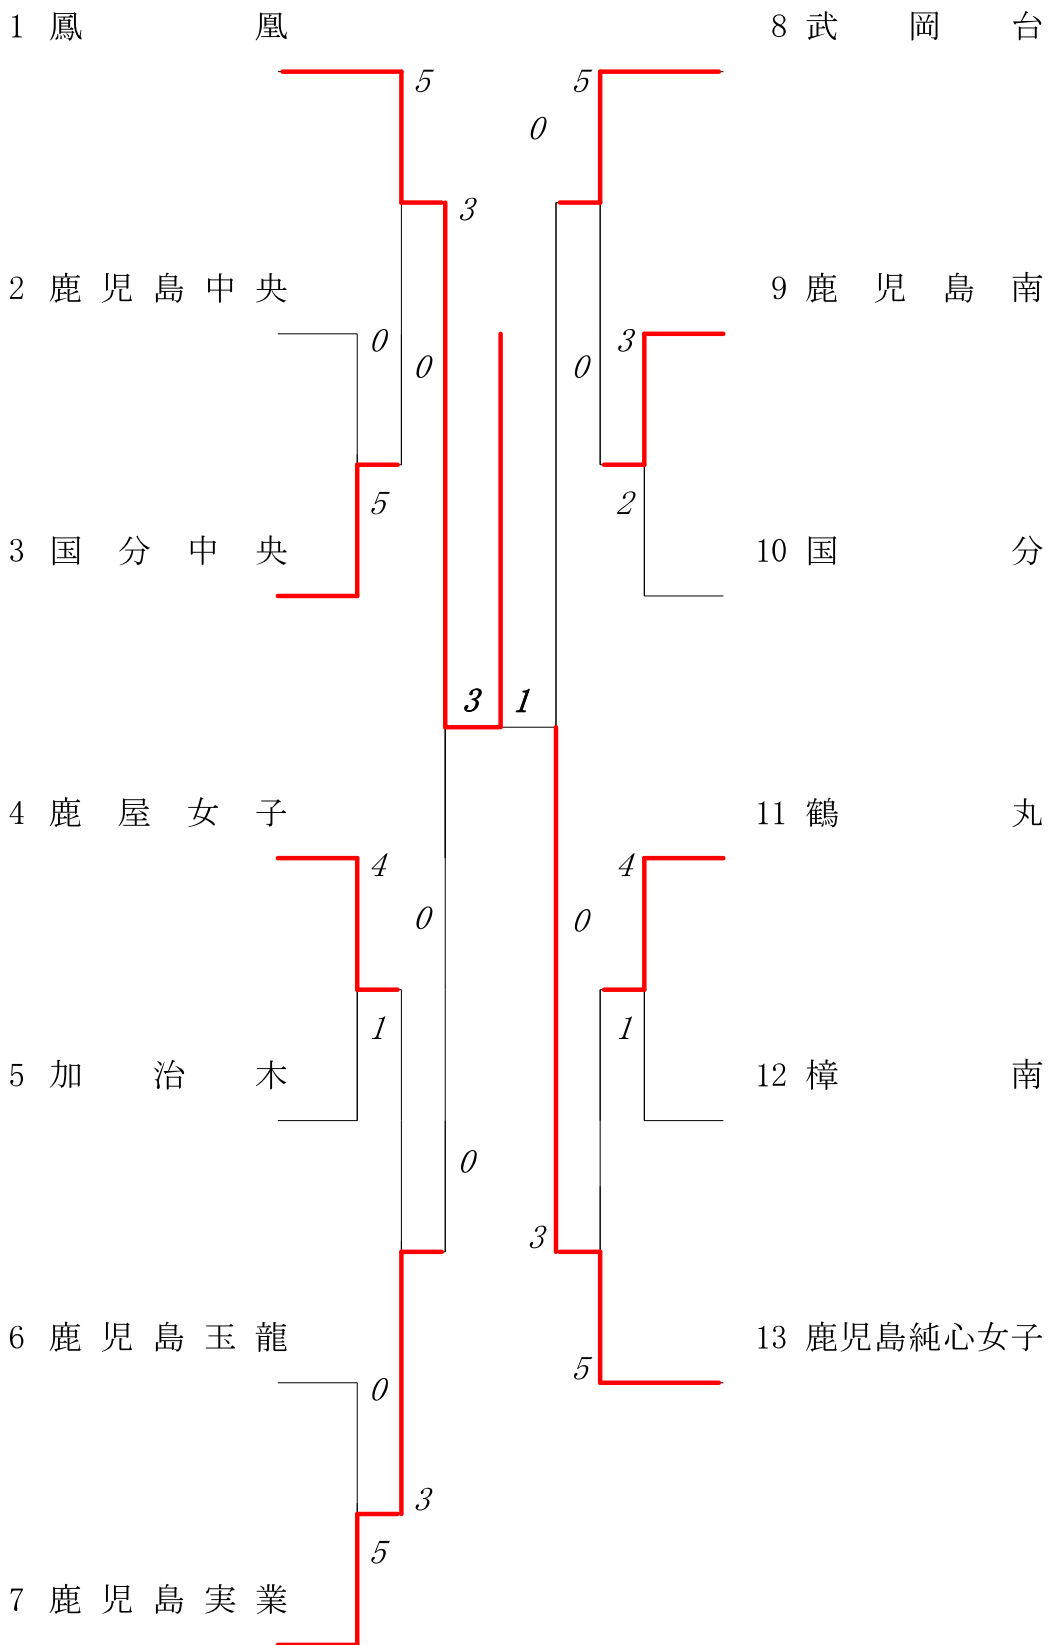 1 鳳凰
8 武岡台
5
5
0
3
2 鹿児島中央
9 鹿児島南
0
0
0
3
5
2
3 国分中央
10 国分
3 1
4 鹿屋女子
11 鶴丸
4
0
0
4
1
1
5 加治木
12 樟南
0
3
6 鹿児島玉龍
13 鹿児島純心女子
0
5
3
5
7 鹿児島実業